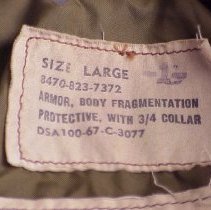 SIZE LARGE
8470-823-7372
ARMOR, BODY FRAGMENTATION
PROTECTIVE, WITH 3/4 COLLAR
DSA100-67-C-3077